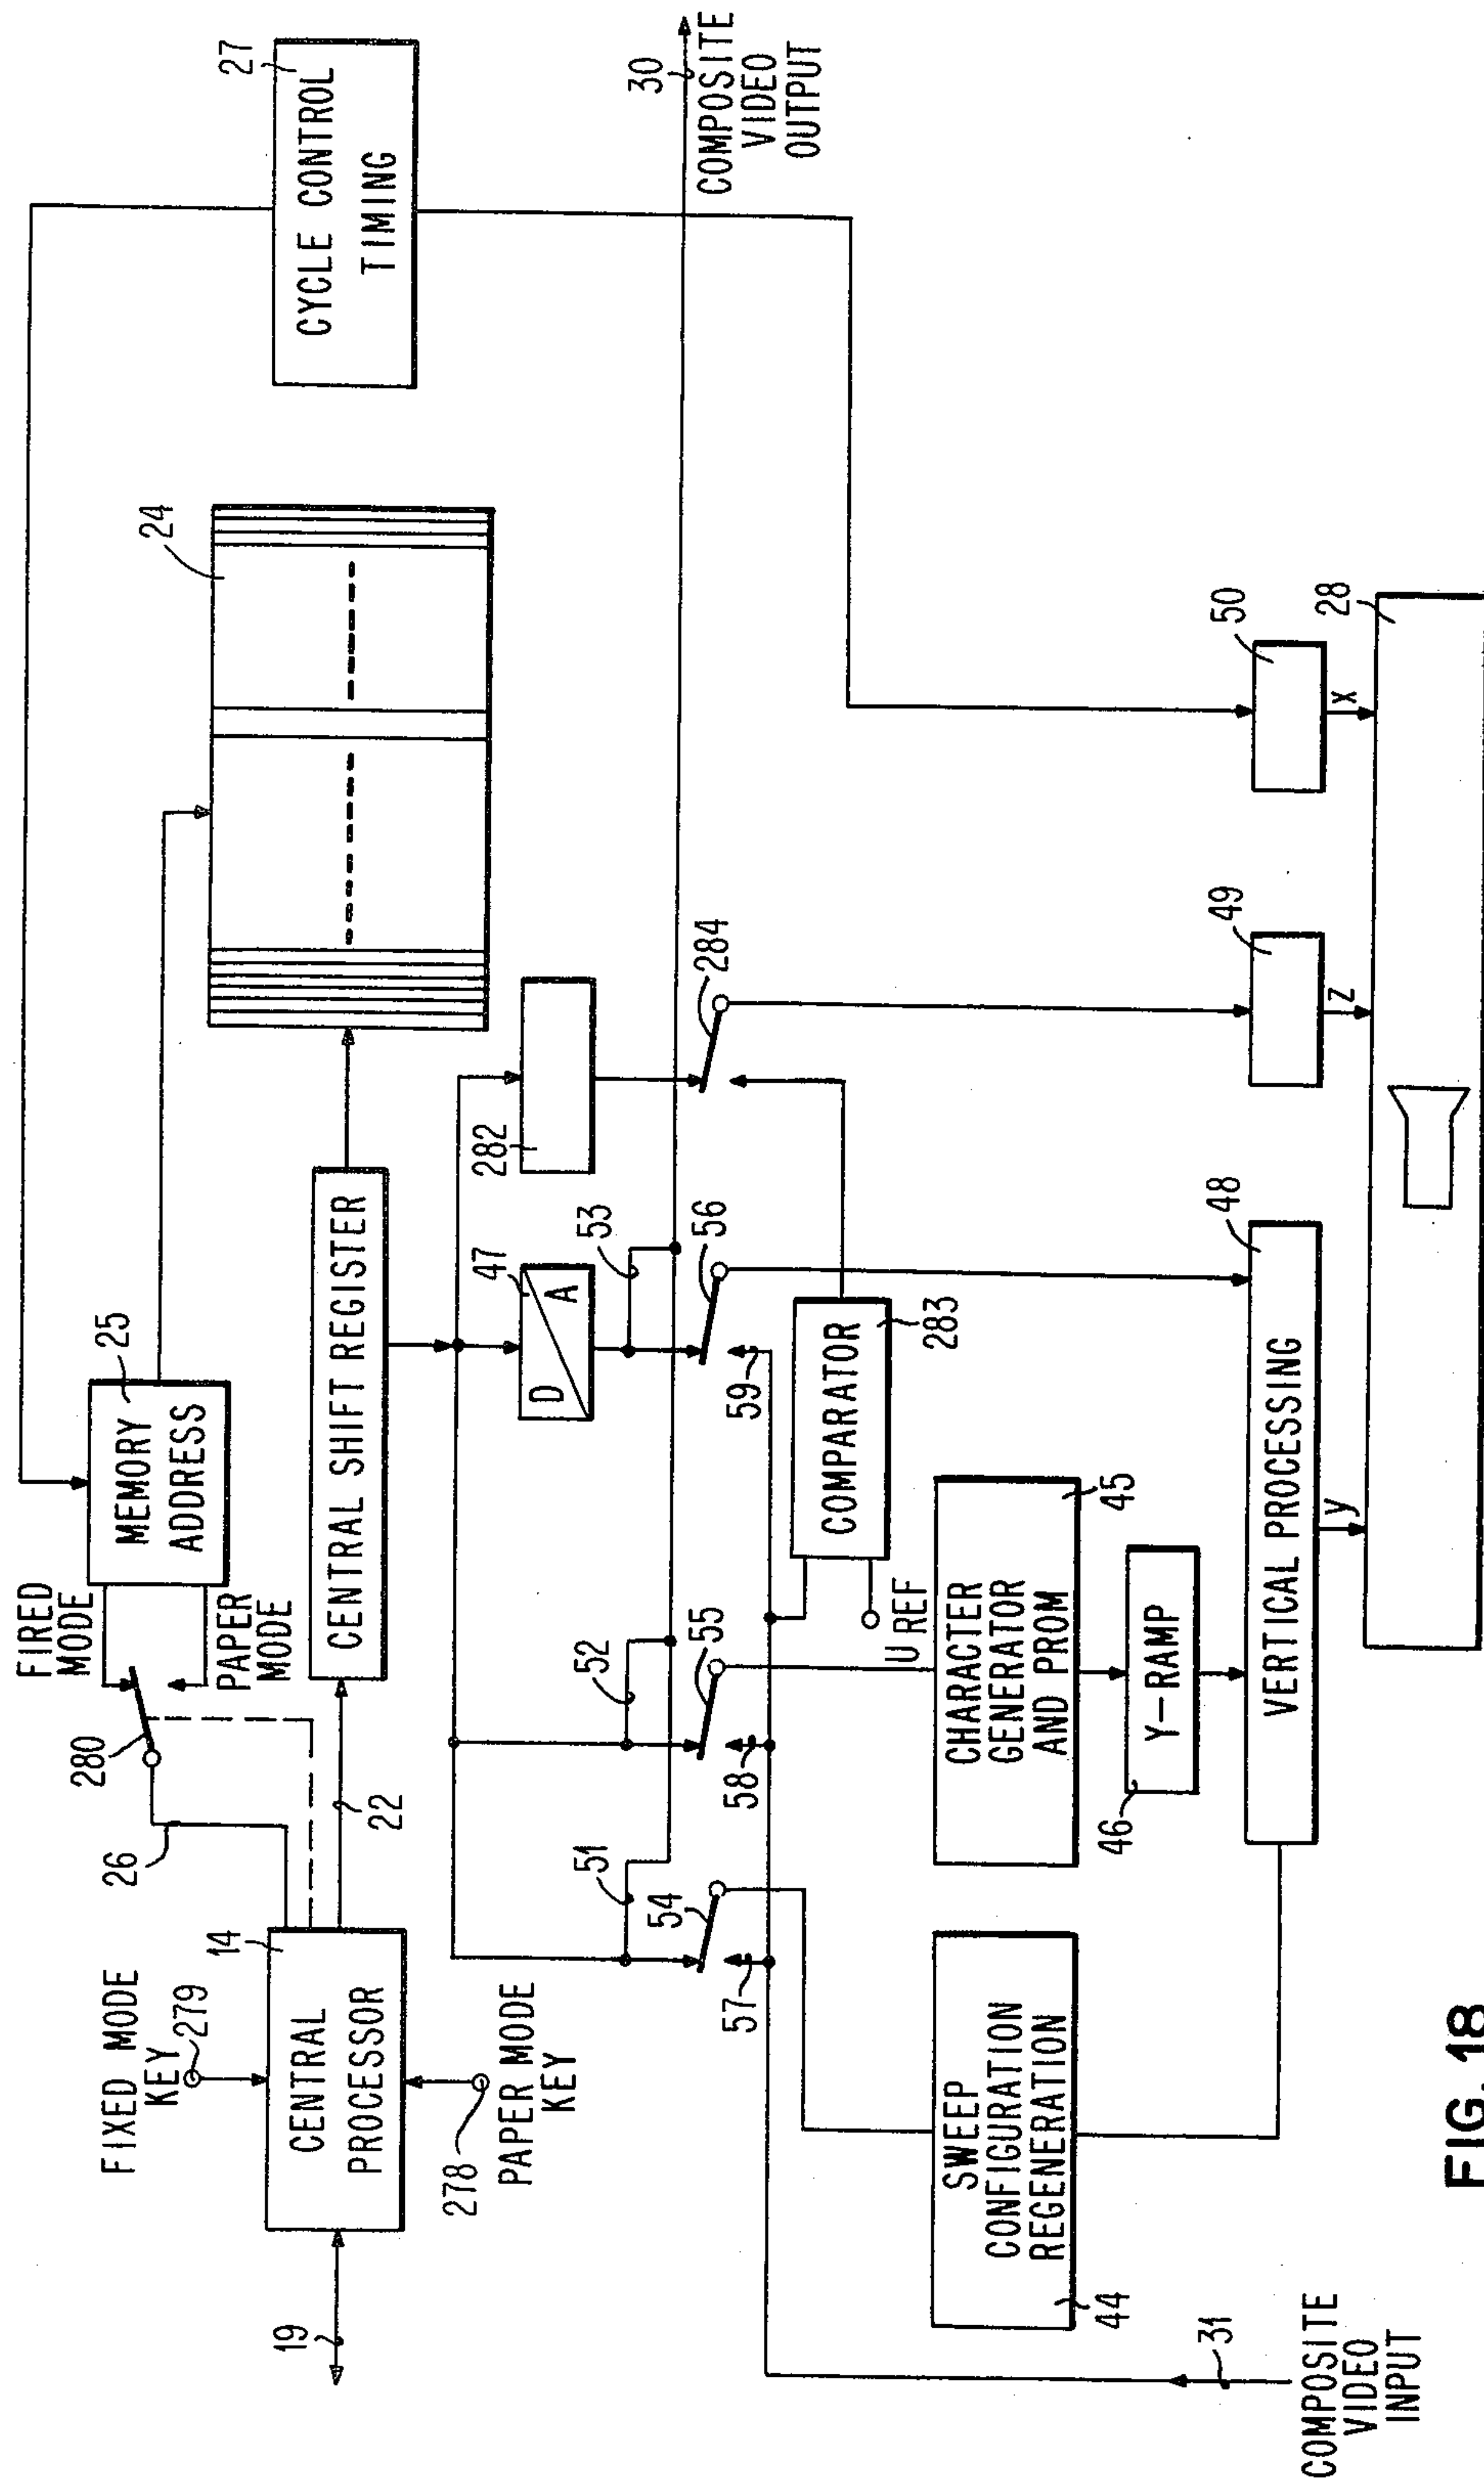 FIXED MODE
KEY
279
14
CENTRAL
PROCESSOR
19
278
PAPER MODE
KEY
26
22
280
FIRED
MODE
PAPER
MODE
25
MEMORY
ADDRESS
CENTRAL SHIFT REGISTER
24
27
CYCLE CONTROL
TIMING
30
COMPOSITE
VIDEO
OUTPUT
51
52
53
47
D
A
282
54
55
56
284
57
58
59
COMPARATOR
283
U REF
SWEEP
CONFIGURATION
REGENERATION
44
CHARACTER
GENERATOR
AND PROM
45
Y-RAMP
46
VERTICAL PROCESSING
48
49
50
y
Z
X
28
31
COMPOSITE
VIDEO
INPUT
FIG. 18